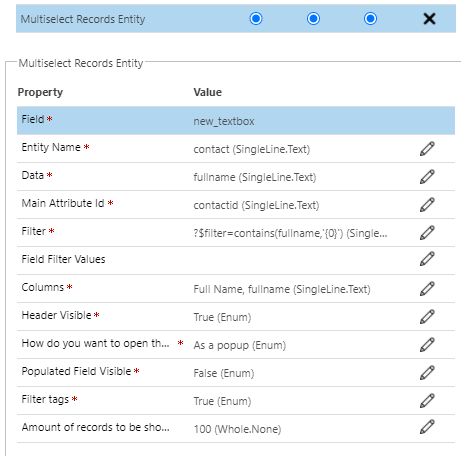 Multiselect Records Entity
Multiselect Records Entity
Property Value
Field * new_textbox
Entity Name * contact (SingleLine.Text)
Data * fullname (SingleLine.Text)
Main Attribute Id * contactid (SingleLine.Text)
Filter * ?$filter=contains(fullname,'{0}') (Single...
Field Filter Values
Columns * Full Name, fullname (SingleLine.Text)
Header Visible * True (Enum)
How do you want to open th... * As a popup (Enum)
Populated Field Visible * False (Enum)
Filter tags * True (Enum)
Amount of records to be sho... 100 (Whole.None)